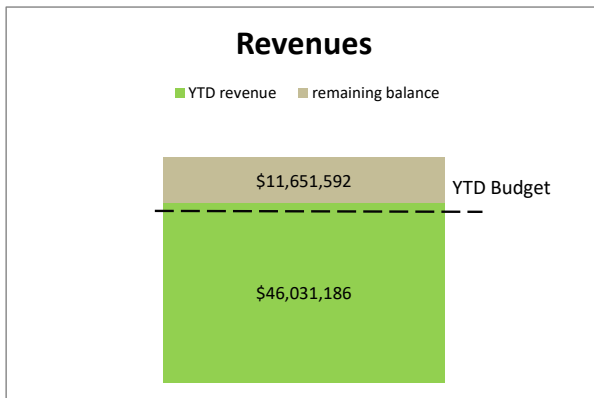 Revenues
YTD revenue remaining balance
$11,651,592
YTD Budget
$46,031,186